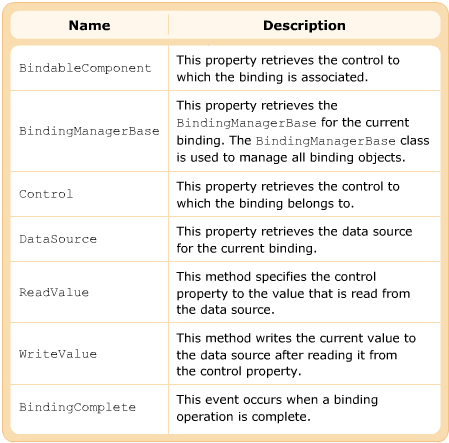 Name Description
BindableComponent This property retrieves the control to
which the binding is associated.
This property retrieves the
BindingManagerBase BindingManagerBase for the current
binding. The BindingManagerBase class
is used to manage all binding objects.
Control This property retrieves the control to
which the binding belongs to.
DataSource This property retrieves the data source
for the current binding.
This method specifies the control
ReadValue property to the value that is read from
the data source.
This method writes the current value to
WriteValue the data source after reading it from
the control property.
BindingComplete This event occurs when a binding
operation is complete.